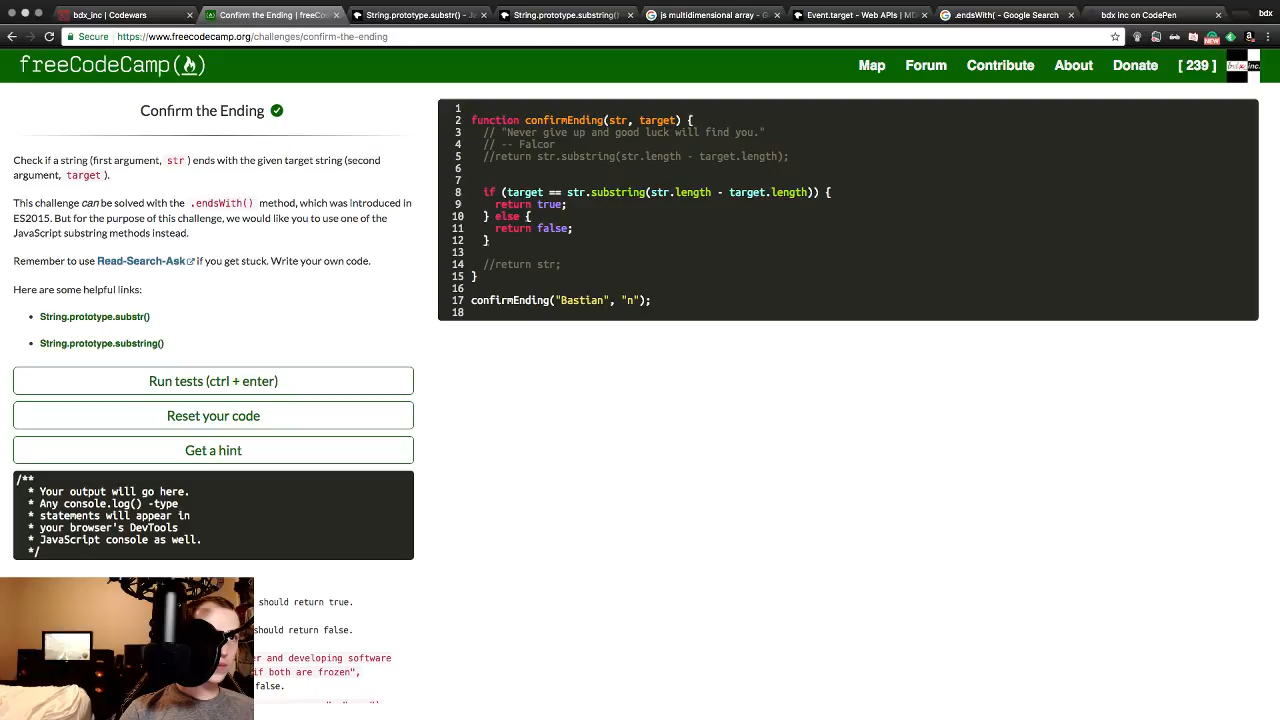 bdx_inc | Codewars
Confirm the Ending | freeCo
String.prototype.substr() - Ja
String.prototype.substring()
js multidimensional array - G
Event.target - Web APIs | MD
.endsWith() - Google Search
bdx inc on CodePen
bdx
Secure https://www.freecodecamp.org/challenges/confirm-the-ending
NEW
freeCodeCamp(
Map Forum Contribute About Donate [ 239 ] bdx inc.
Confirm the Ending
Check if a string (first argument, str ) ends with the given target string (second
argument, target ).
This challenge can be solved with the .endsWith() method, which was introduced in
ES2015. But for the purpose of this challenge, we would like you to use one of the
JavaScript substring methods instead.
Remember to use Read-Search-Ask if you get stuck. Write your own code.
Here are some helpful links:
String.prototype.substr()
String.prototype.substring()
Run tests (ctrl + enter)
Reset your code
Get a hint
/**
* Your output will go here.
* Any console.log() -type
* statements will appear in
* your browser's DevTools
* JavaScript console as well.
*/
should return true.
should return false.
er and developing software
if both are frozen",
false.
1
2 function confirmEnding(str, target) {
3 // "Never give up and good luck will find you."
4 // -- Falcor
5 //return str.substring(str.length - target.length);
6
7
8 if (target == str.substring(str.length - target.length)) {
9 return true;
10 } else {
11 return false;
12 }
13
14 //return str;
15 }
16
17 confirmEnding("Bastian", "n");
18